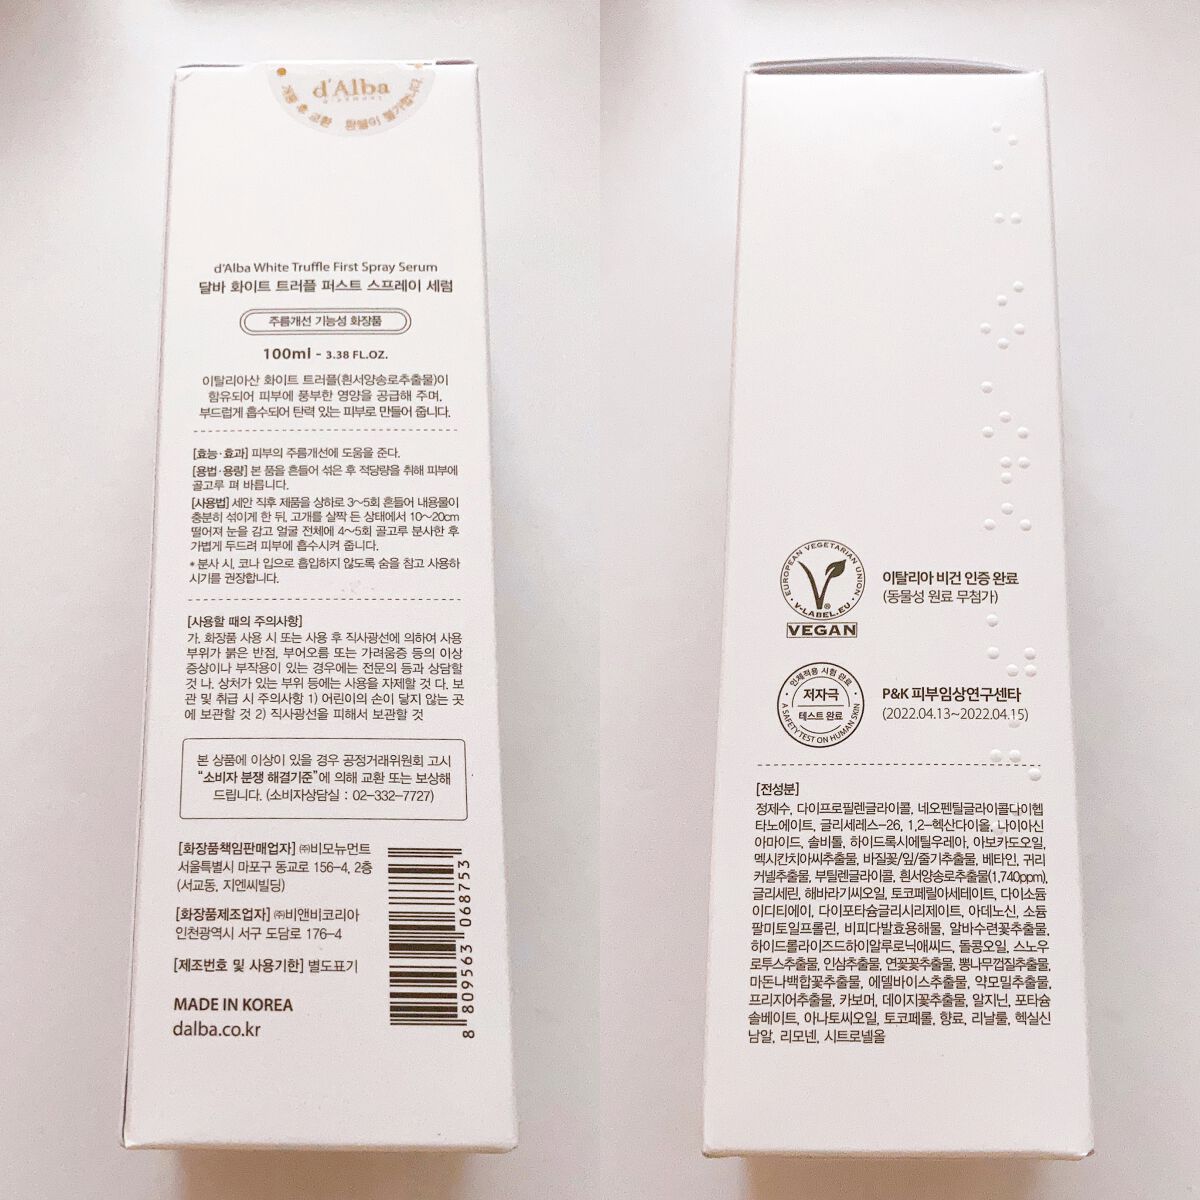 d'Alba
PIEDMONT
개봉 후 교환 환불이 불가합니다.
d'Alba White Truffle First Spray Serum
달바 화이트 트러플 퍼스트 스프레이 세럼
주름개선 기능성 화장품
100ml - 3.38 FL.OZ.
이탈리아산 화이트 트러플(흰서양송로추출물)이
함유되어 피부에 풍부한 영양을 공급해 주며,
부드럽게 흡수되어 탄력 있는 피부로 만들어 줍니다.
[효능·효과] 피부의 주름개선에 도움을 준다.
[용법·용량] 본 품을 흔들어 섞은 후 적당량을 취해 피부에
골고루 펴 바릅니다.
[사용법] 세안 직후 제품을 상하로 3~5회 흔들어 내용물이
충분히 섞이게 한 뒤, 고개를 살짝 든 상태에서 10~20cm
떨어져 눈을 감고 얼굴 전체에 4~5회 골고루 분사한 후
가볍게 두드려 피부에 흡수시켜 줍니다.
* 분사 시, 코나 입으로 흡입하지 않도록 숨을 참고 사용하
시기를 권장합니다.
[사용할 때의 주의사항]
가. 화장품 사용 시 또는 사용 후 직사광선에 의하여 사용
부위가 붉은 반점, 부어오름 또는 가려움증 등의 이상
증상이나 부작용이 있는 경우에는 전문의 등과 상담할
것 나. 상처가 있는 부위 등에는 사용을 자제할 것 다. 보
관 및 취급 시 주의사항 1) 어린이의 손이 닿지 않는 곳
에 보관할 것 2) 직사광선을 피해서 보관할 것
본 상품에 이상이 있을 경우 공정거래위원회 고시
“소비자 분쟁 해결기준”에 의해 교환 또는 보상해
드립니다. (소비자상담실 : 02-332-7727)
[화장품책임판매업자] ㈜비모뉴먼트
서울특별시 마포구 동교로 156-4, 2층
(서교동, 지엔씨빌딩)
[화장품제조업자] ㈜비앤비코리아
인천광역시 서구 도담로 176-4
[제조번호 및 사용기한] 별도표기
MADE IN KOREA
dalba.co.kr
8 809563 068753
EUROPEAN VEGETARIAN UNION
V-LABEL.EU
VEGAN
이탈리아 비건 인증 완료
(동물성 원료 무첨가)
인체적용 시험 완료
저자극
테스트 완료
A SAFETY TEST ON HUMAN SKIN
P&K 피부임상연구센타
(2022.04.13~2022.04.15)
[전성분]
정제수, 다이프로필렌글라이콜, 네오펜틸글라이콜다이헵
타노에이트, 글리세레스-26, 1,2-헥산다이올, 나이아신
아마이드, 솔비톨, 하이드록시에틸우레아, 아보카도오일,
멕시칸치아씨추출물, 바질꽃/잎/줄기추출물, 베타인, 귀리
커넬추출물, 부틸렌글라이콜, 흰서양송로추출물(1,740ppm),
글리세린, 해바라기씨오일, 토코페릴아세테이트, 다이소듐
이디티에이, 다이포타슘글리시리제이트, 아데노신, 소듐
팔미토일프롤린, 비피다발효용해물, 알바수련꽃추출물,
하이드롤라이즈드하이알루로닉애씨드, 돌콩오일, 스노우
로투스추출물, 인삼추출물, 연꽃꽃추출물, 뽕나무껍질추출물,
마돈나백합꽃추출물, 에델바이스추출물, 약모밀추출물,
프리지어추출물, 카보머, 데이지꽃추출물, 알지닌, 포타슘
솔베이트, 아나토씨오일, 토코페롤, 향료, 리날룰, 헥실신
남알, 리모넨, 시트로넬올